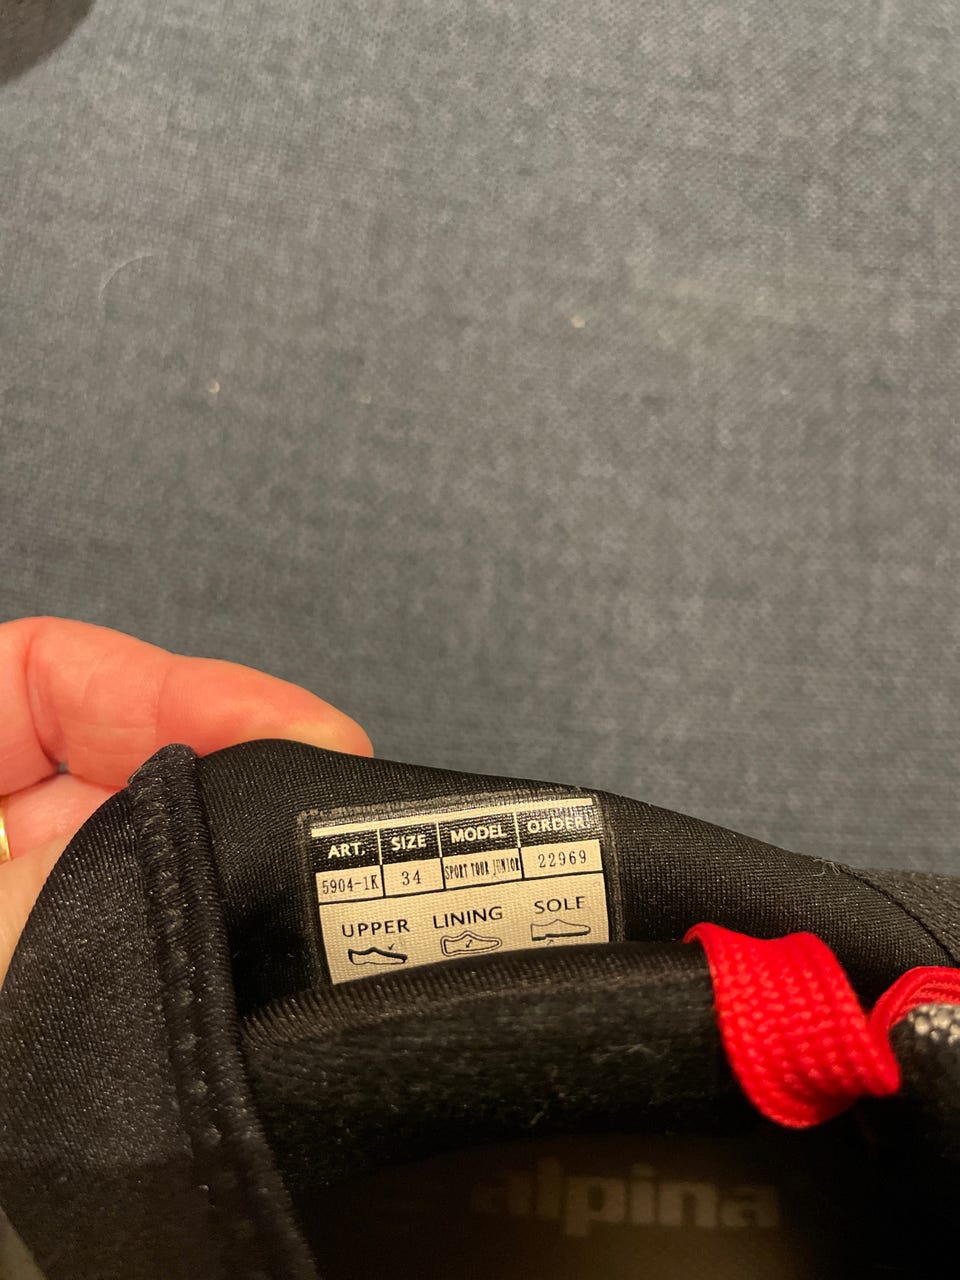 ART. SIZE MODEL ORDER:
5904-1K 34 SPORT TOUR JUNIOR 22969
UPPER LINING SOLE
alpina